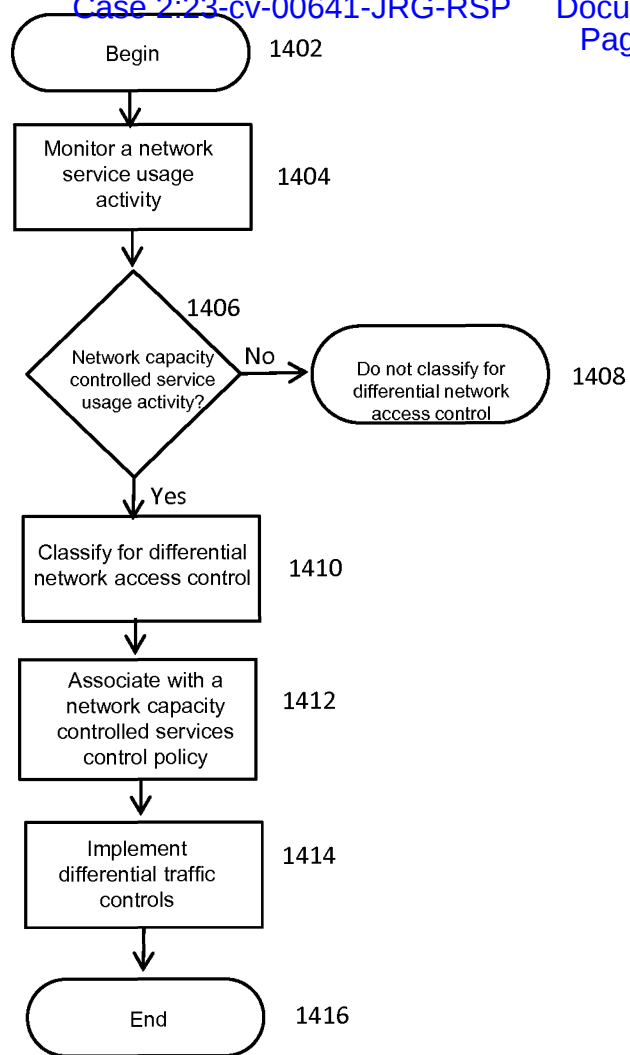 Case 2:23-cv-00641-JRG-RSP Docu
Pag
Begin
1402
Monitor a network
service usage
activity
1404
1406
Network capacity
controlled service
usage activity?
No
Do not classify for
differential network
access control
1408
Yes
Classify for differential
network access control
1410
Associate with a
network capacity
controlled services
control policy
1412
Implement
differential traffic
controls
1414
End
1416